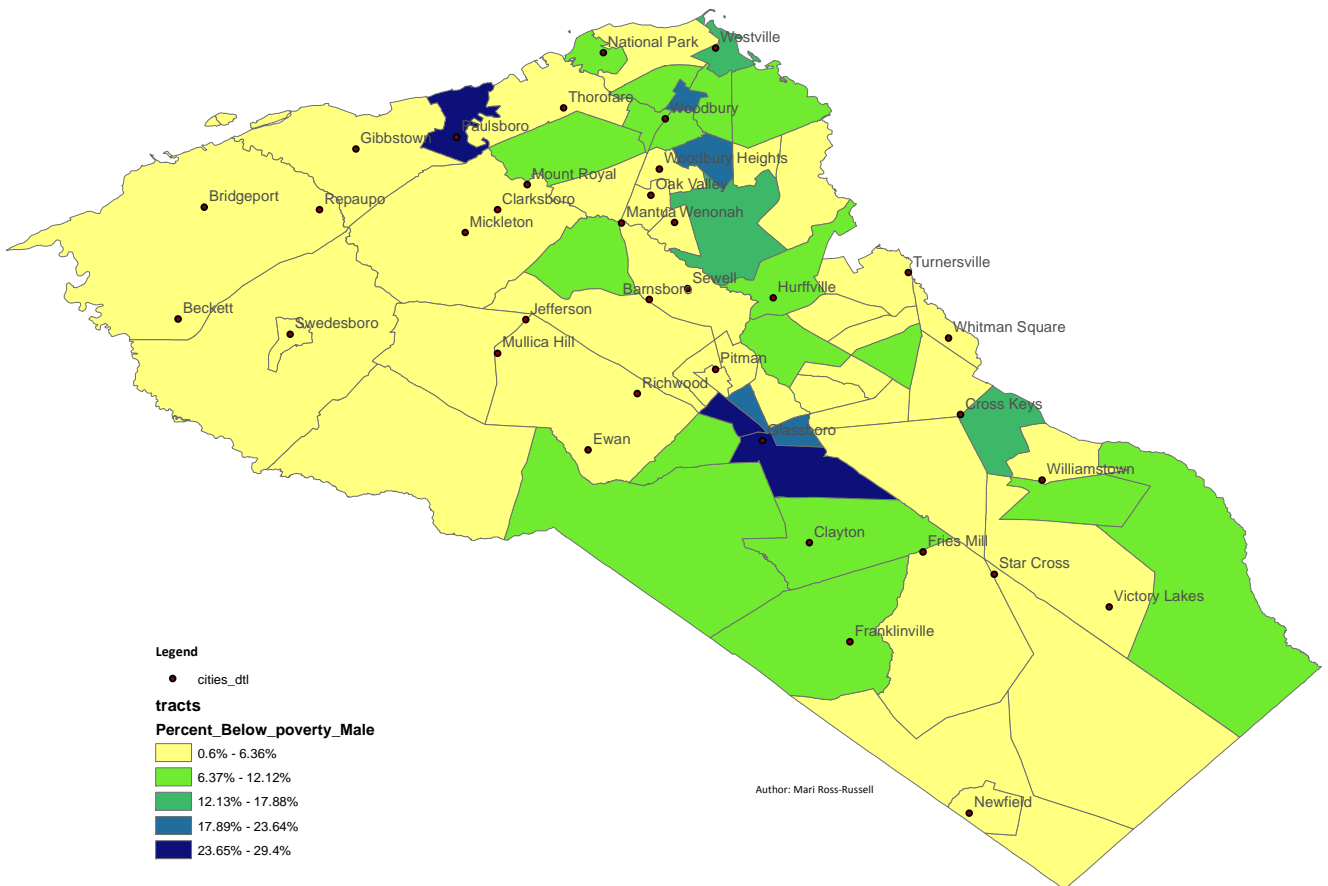 National Park
Westville
Thorofare
Woodbury
Paulsboro
Gibbstown
Woodbury Heights
Mount Royal
Oak Valley
Bridgeport
Repaupo
Clarksboro
Mantua
Wenonah
Mickleton
Turnersville
Sewell
Barnsboro
Hurffville
Beckett
Swedesboro
Jefferson
Whitman Square
Mullica Hill
Pitman
Richwood
Cross Keys
Glassboro
Ewan
Williamstown
Clayton
Fries Mill
Star Cross
Victory Lakes
Franklinville
Newfield
Legend
cities_dtl
tracts
Percent_Below_poverty_Male
0.6% - 6.36%
6.37% - 12.12%
12.13% - 17.88%
17.89% - 23.64%
23.65% - 29.4%
Author: Mari Ross-Russell